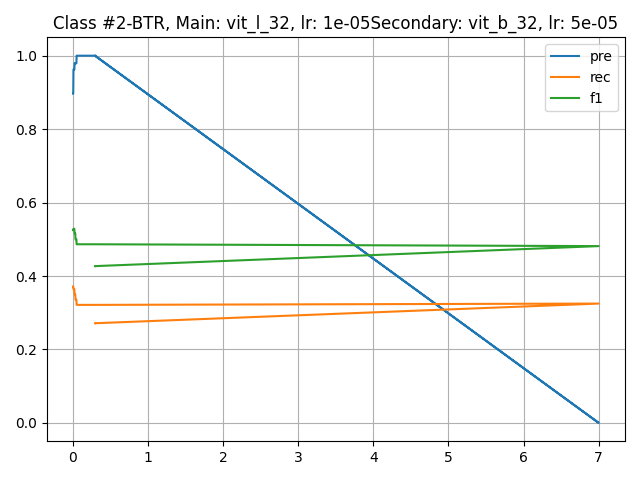 Class #2-BTR, Main: vit_l_32, lr: 1e-05Secondary: vit_b_32, lr: 5e-05
pre
rec
f1
1.0
0.8
0.6
0.4
0.2
0.0
0 1 2 3 4 5 6 7